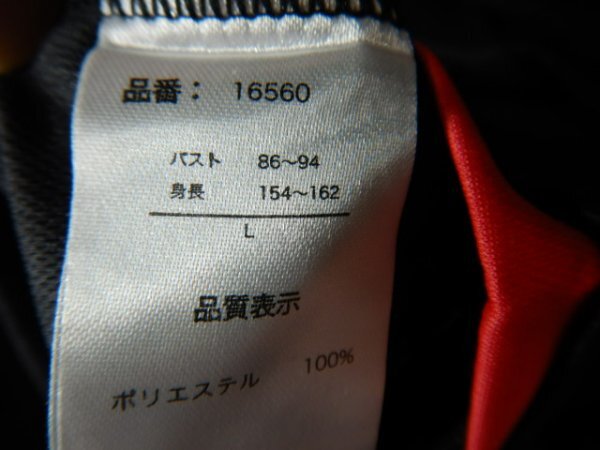 品番： 16560
バスト 86〜94
身長 154〜162
L
品質表示
ポリエステル 100%